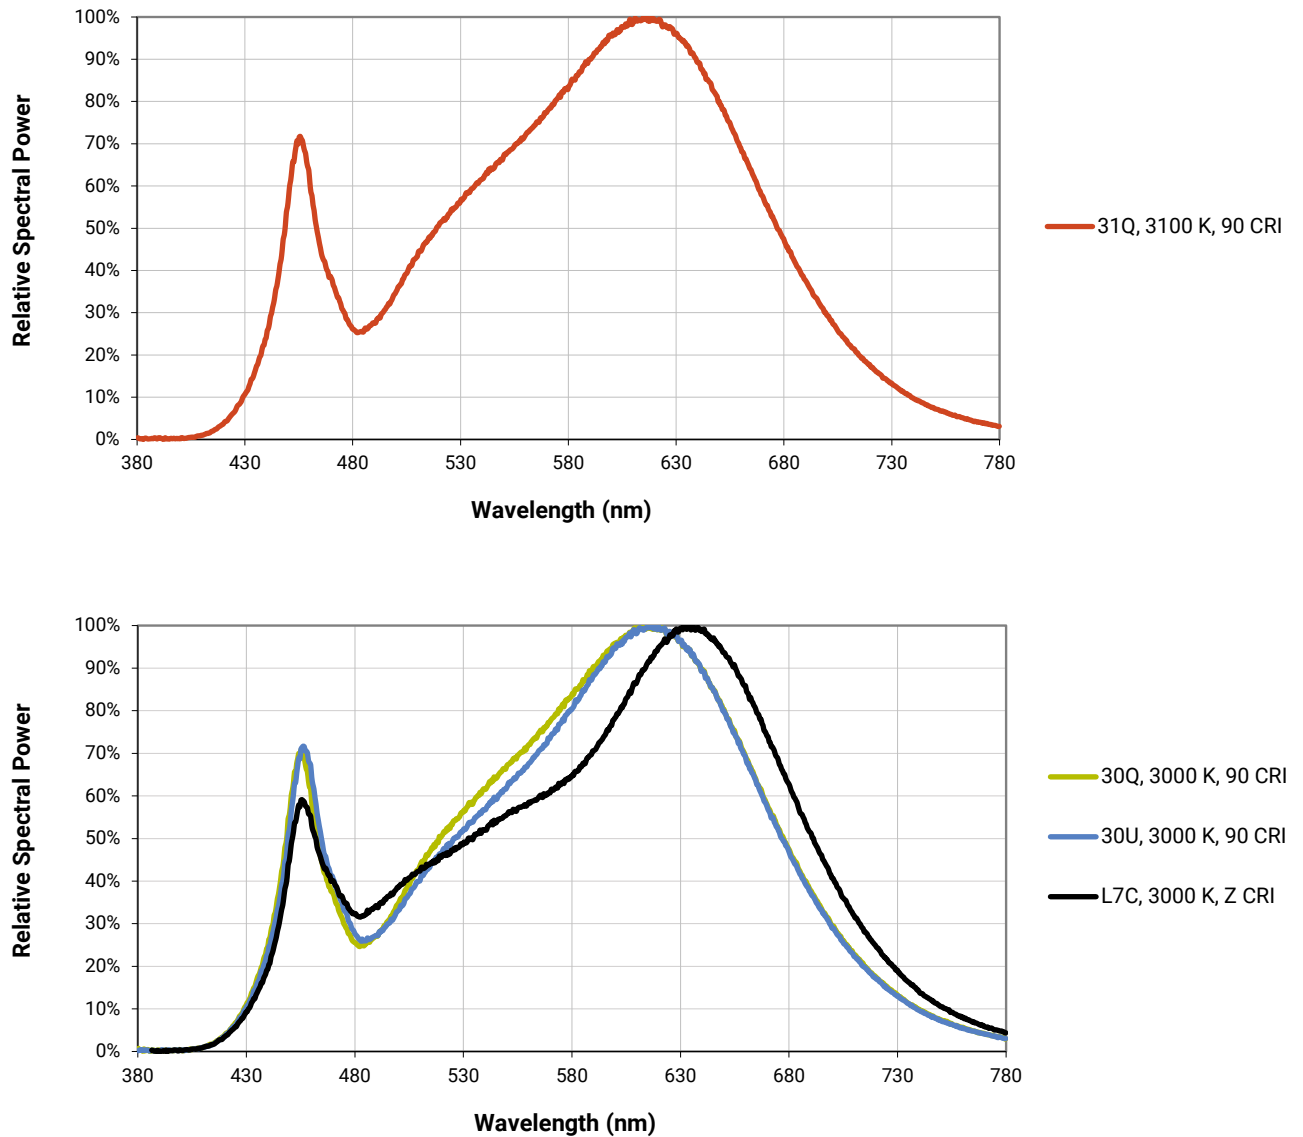 Relative Spectral Power
100%
90%
80%
70%
60%
50%
40%
30%
20%
10%
0%
380 430 480 530 580 630 680 730 780
Wavelength (nm)
31Q, 3100 K, 90 CRI
Relative Spectral Power
100%
90%
80%
70%
60%
50%
40%
30%
20%
10%
0%
380 430 480 530 580 630 680 730 780
Wavelength (nm)
30Q, 3000 K, 90 CRI
30U, 3000 K, 90 CRI
L7C, 3000 K, Z CRI